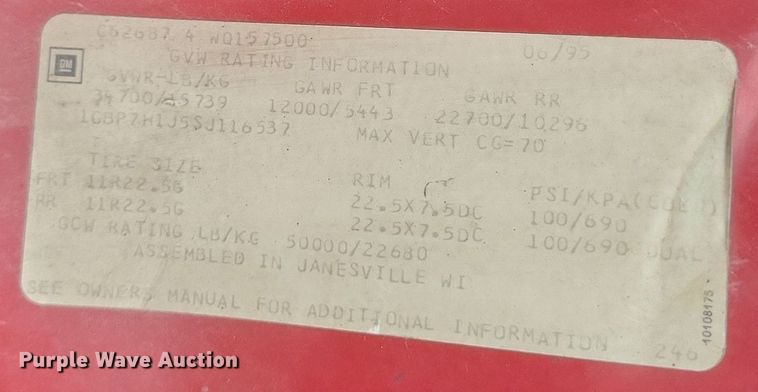 C62687 4 WQ157500 06/95
GM
GVW RATING INFORMATION
GVWR-LB/KG GAWR FRT GAWR RR
34700/15739 12000/5443 22700/10296
1GBP7H1J5SJ116537 MAX VERT CG=70
TIRE SIZE RIM PSI/KPA(COLD)
FRT 11R22.5G 22.5X7.5DC 100/690
RR 11R22.5G 22.5X7.5DC 100/690 DUAL
GCW RATING LB/KG 50000/22680
ASSEMBLED IN JANESVILLE WI
SEE OWNERS MANUAL FOR ADDITIONAL INFORMATION 246
10108175
Purple Wave Auction